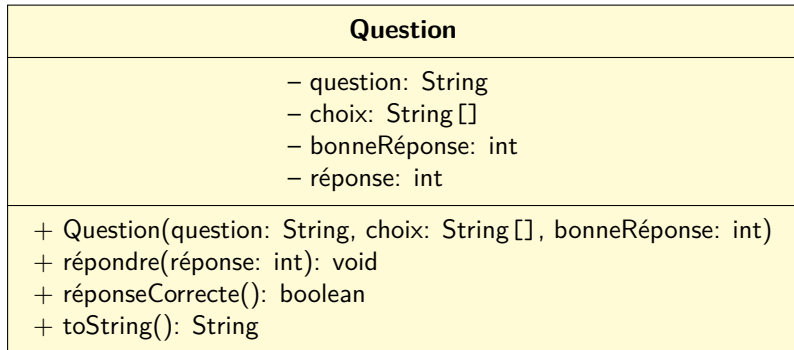 Question
– question: String
– choix: String[]
– bonneRéponse: int
– réponse: int
+ Question(question: String, choix: String[], bonneRéponse: int)
+ répondre(réponse: int): void
+ réponseCorrecte(): boolean
+ toString(): String